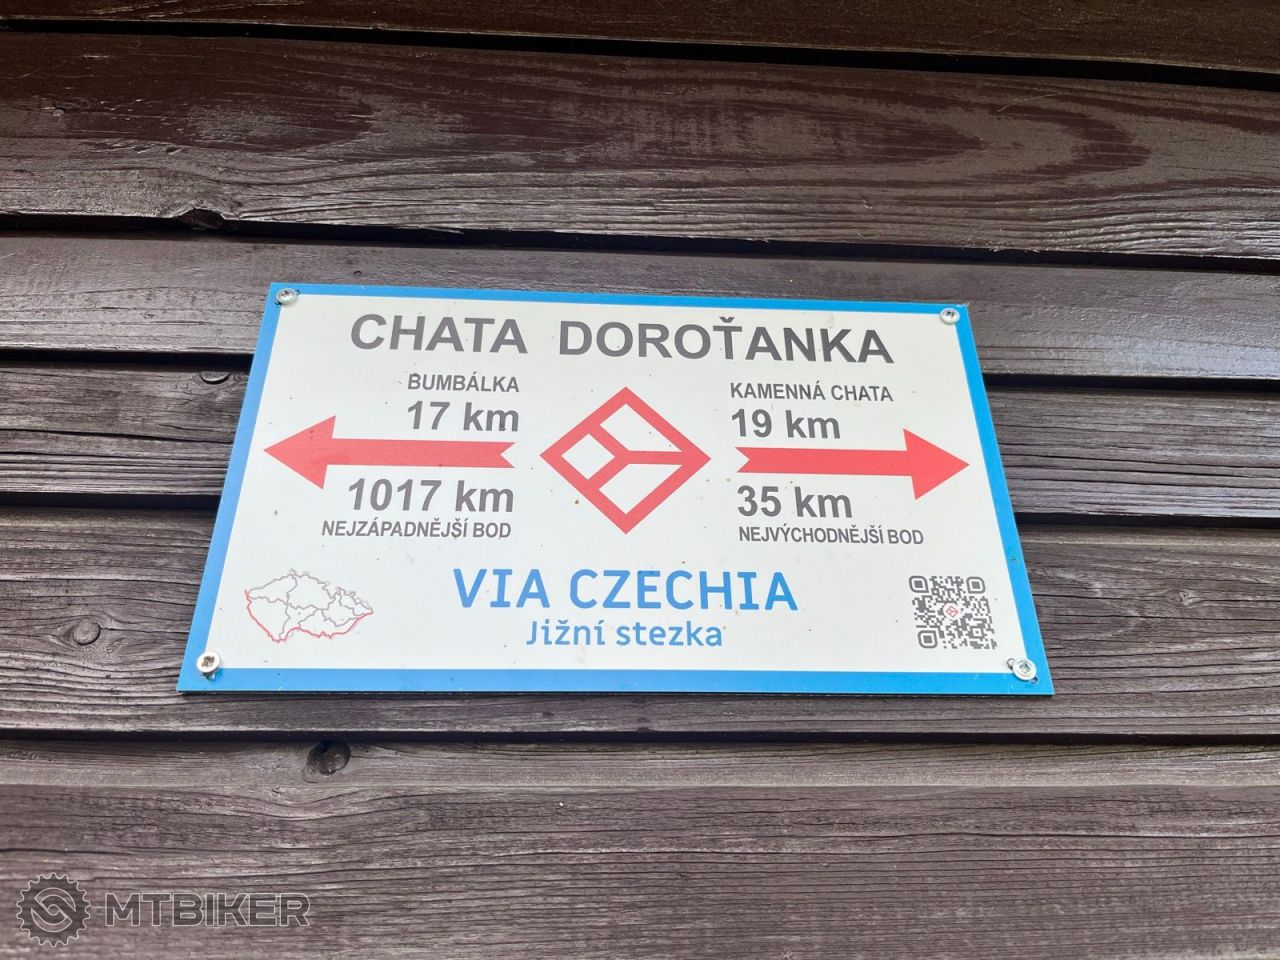 CHATA DOROŤANKA
BUMBÁLKA
17 km
1017 km
NEJZÁPADNĚJŠÍ BOD
KAMENNÁ CHATA
19 km
35 km
NEJVÝCHODNĚJŠÍ BOD
VIA CZECHIA
Jižní stezka
MTBIKER